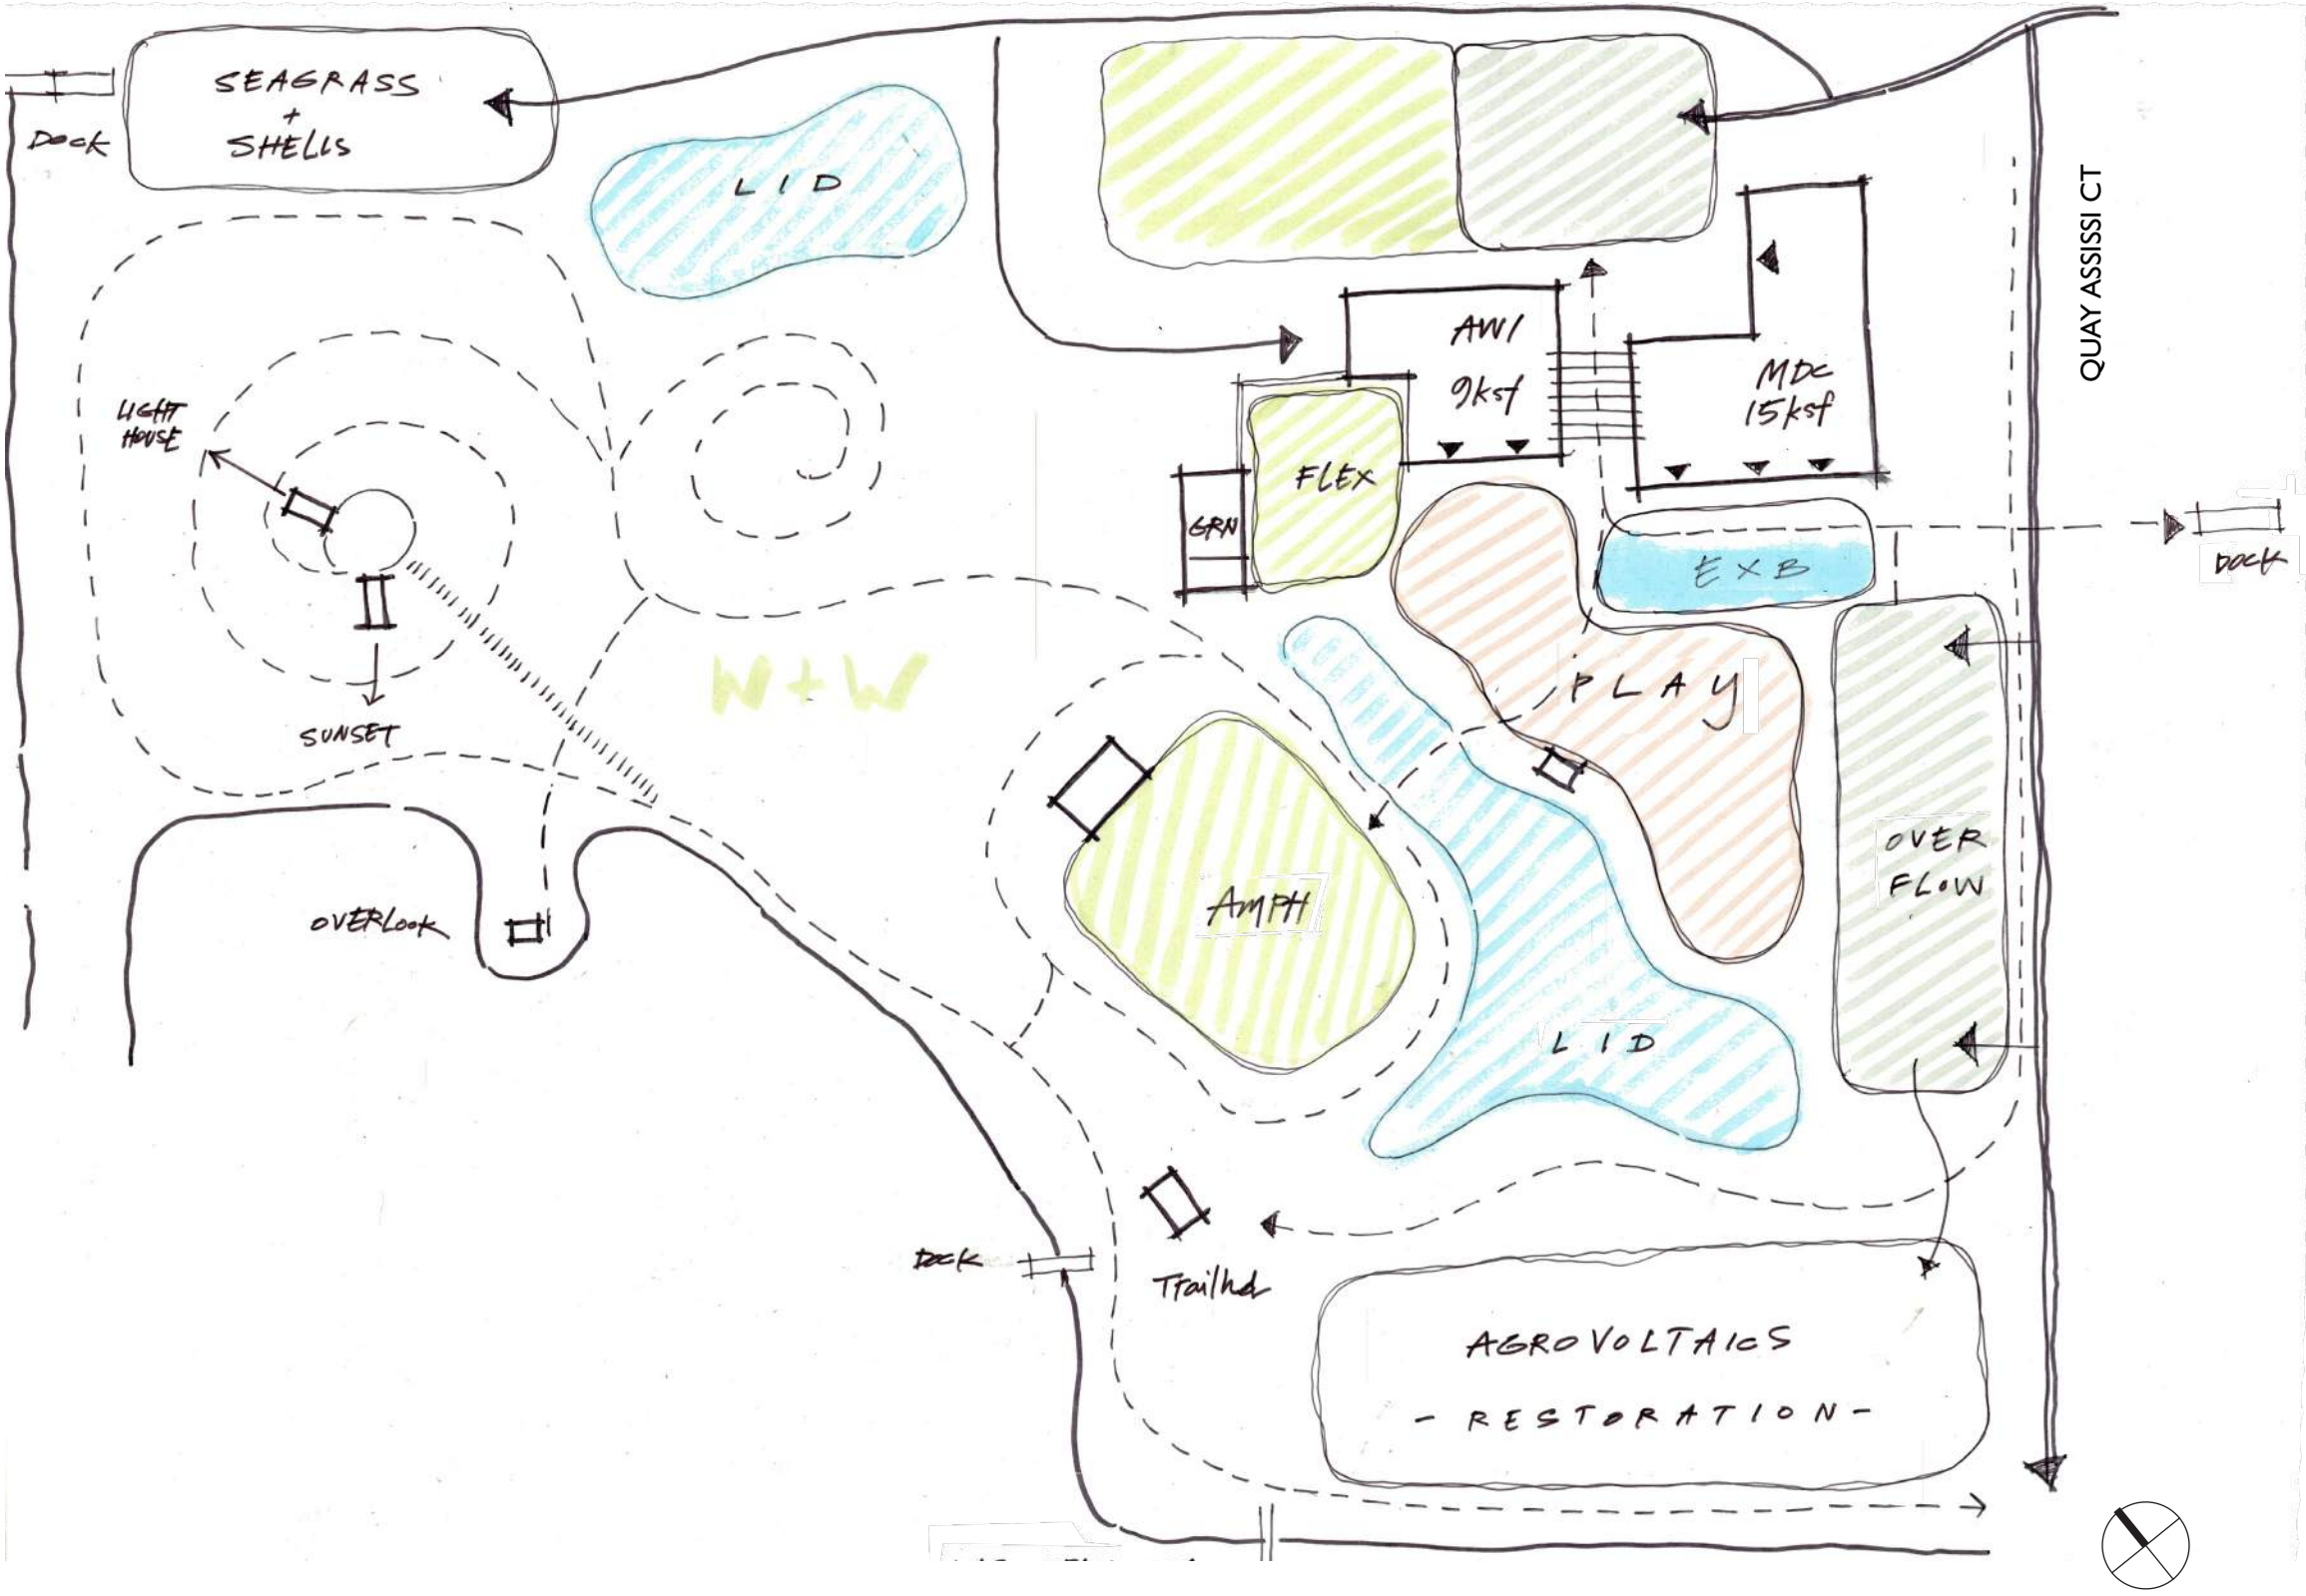 SEAGRASS
+
SHELLS
DOCK
LID
QUAY ASSISI CT
AWI
9ksf
MDC
15ksf
LIGHT
HOUSE
FLEX
GRN
EXB
DOCK
SUNSET
W+W
PLAY
OVER
FLOW
AMPH
OVERLOOK
LID
DOCK
Trailhd
AGROVOLTAICS
- RESTORATION -